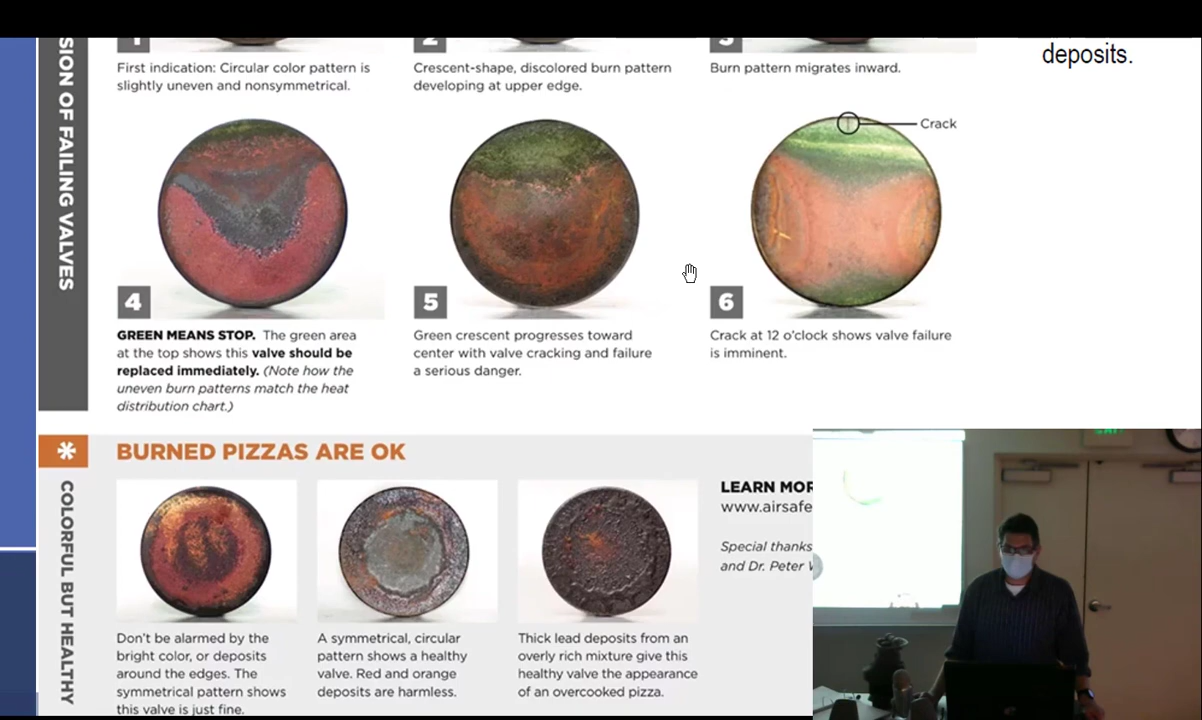 deposits.
SION OF FAILING VALVES
First indication: Circular color pattern is
slightly uneven and nonsymmetrical.
Crescent-shape, discolored burn pattern
developing at upper edge.
Burn pattern migrates inward.
Crack
4
GREEN MEANS STOP. The green area
at the top shows this valve should be
replaced immediately. (Note how the
uneven burn patterns match the heat
distribution chart.)
5
Green crescent progresses toward
center with valve cracking and failure
a serious danger.
6
Crack at 12 o'clock shows valve failure
is imminent.
*
BURNED PIZZAS ARE OK
COLORFUL BUT HEALTHY
Don't be alarmed by the
bright color, or deposits
around the edges. The
symmetrical pattern shows
this valve is just fine.
A symmetrical, circular
pattern shows a healthy
valve. Red and orange
deposits are harmless.
Thick lead deposits from an
overly rich mixture give this
healthy valve the appearance
of an overcooked pizza.
LEARN MOR
www.airsafe
Special thanks
and Dr. Peter